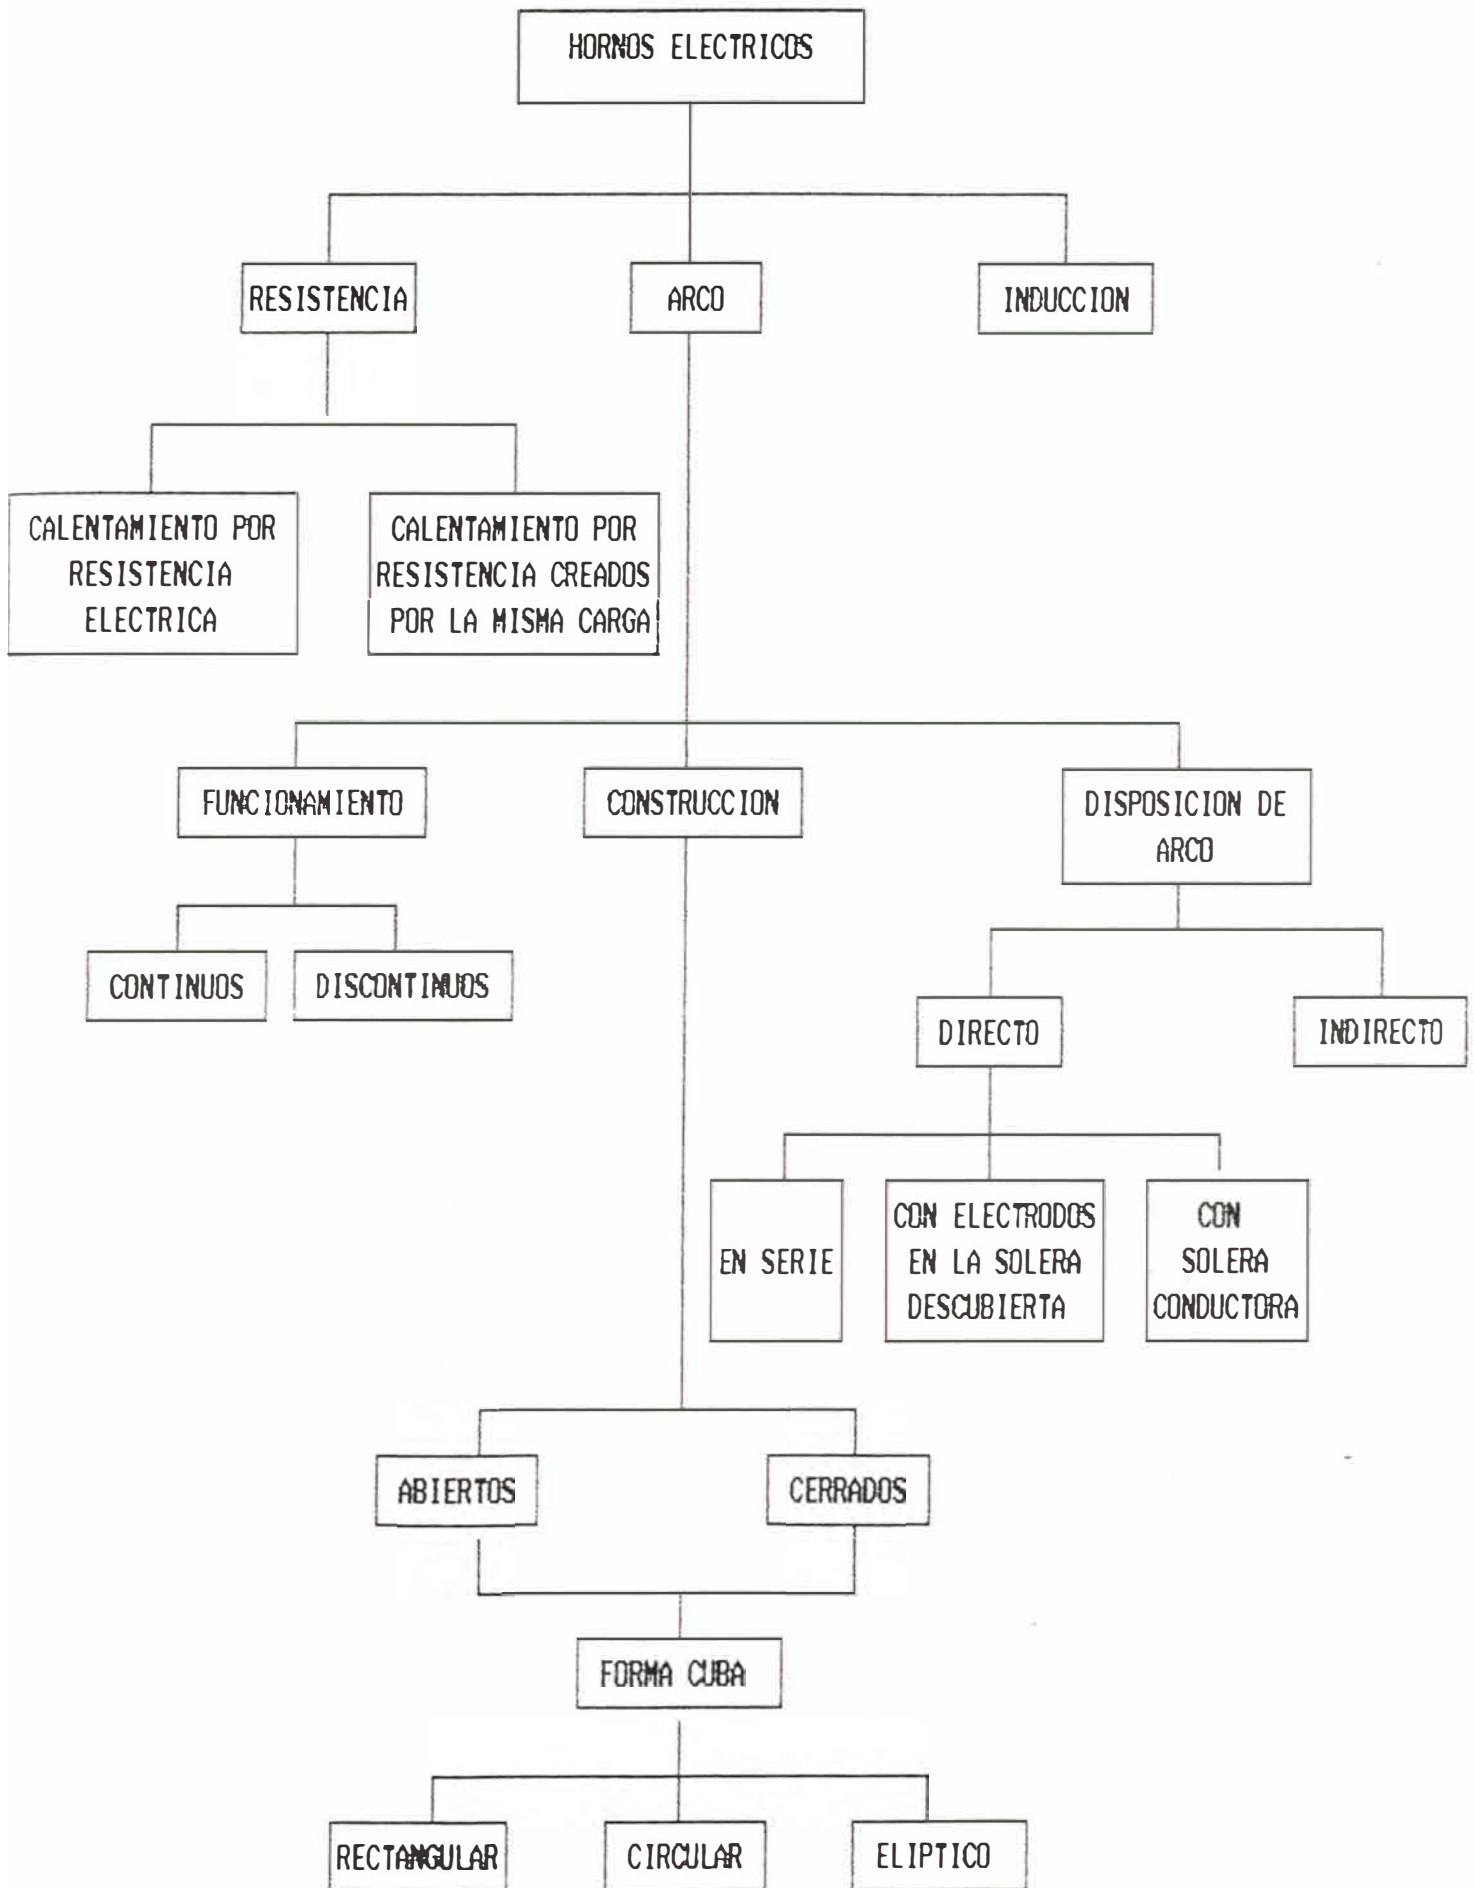 HORNOS ELECTRICOS
RESISTENCIA
ARCO
INDUCCION
CALENTAMIENTO POR
RESISTENCIA
ELECTRICA
CALENTAMIENTO POR
RESISTENCIA CREADOS
POR LA MISMA CARGA
FUNCIONAMIENTO
CONSTRUCCION
DISPOSICION DE
ARCO
CONTINUOS
DISCONTINUOS
DIRECTO
INDIRECTO
EN SERIE
CON ELECTRODOS
EN LA SOLERA
DESCUBIERTA
CON
SOLERA
CONDUCTORA
ABIERTOS
CERRADOS
FORMA CUBA
RECTANGULAR
CIRCULAR
ELIPTICO